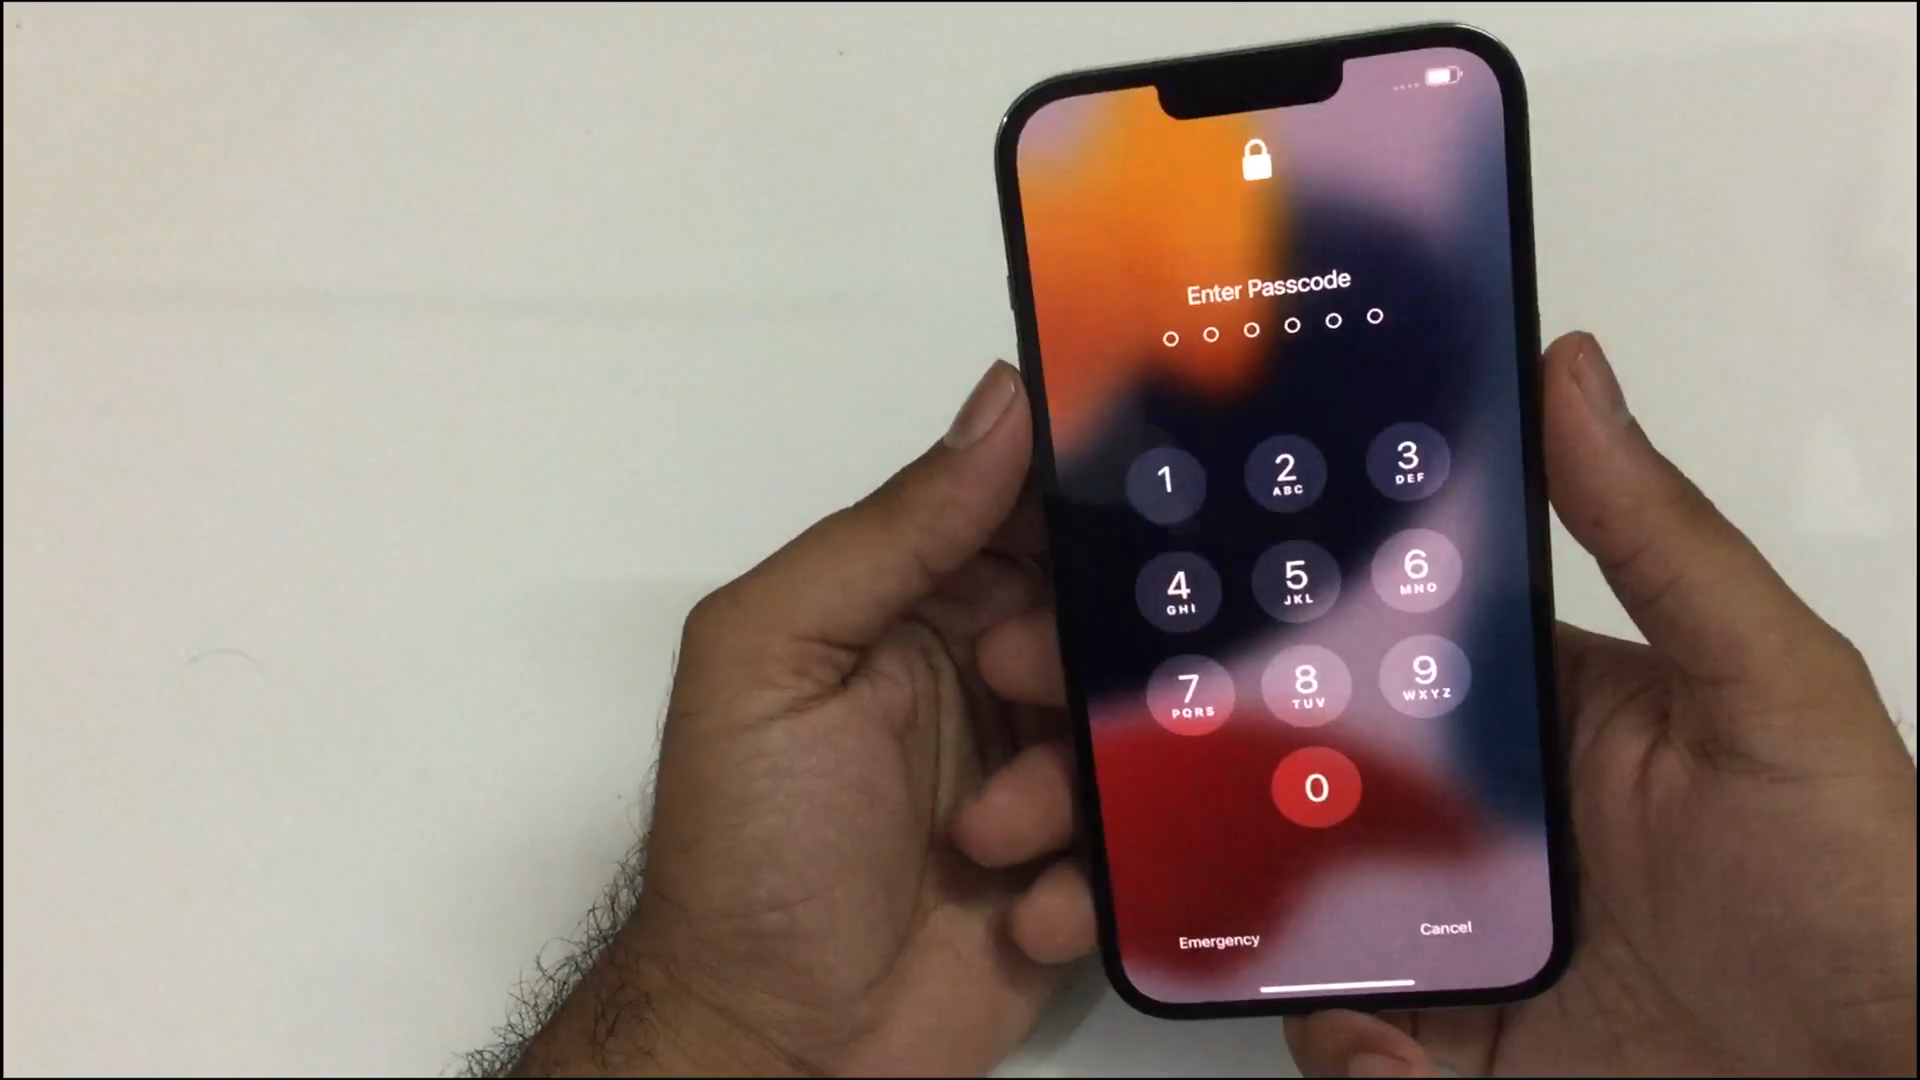 Enter Passcode
1
2
ABC
3
DEF
4
GHI
5
JKL
6
MNO
7
PQRS
8
TUV
9
WXYZ
0
Emergency
Cancel